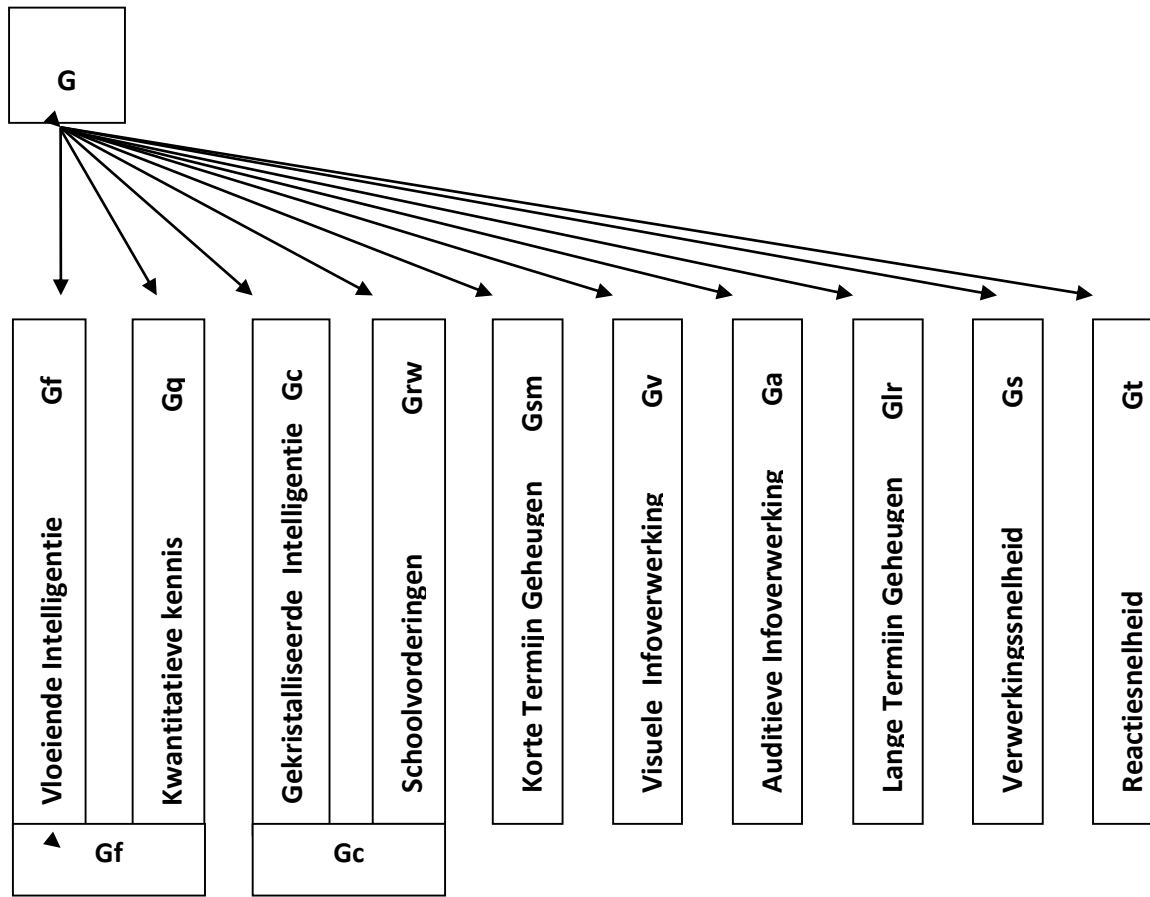 G
Vloeiende Intelligentie Gf
Kwantitatieve kennis Gq
Gekristalliseerde Intelligentie Gc
Schoolvorderingen Grw
Korte Termijn Geheugen Gsm
Visuele Infoverwerking Gv
Auditieve Infoverwerking Ga
Lange Termijn Geheugen Glr
Verwerkingssnelheid Gs
Reactiesnelheid Gt
Gf
Gc